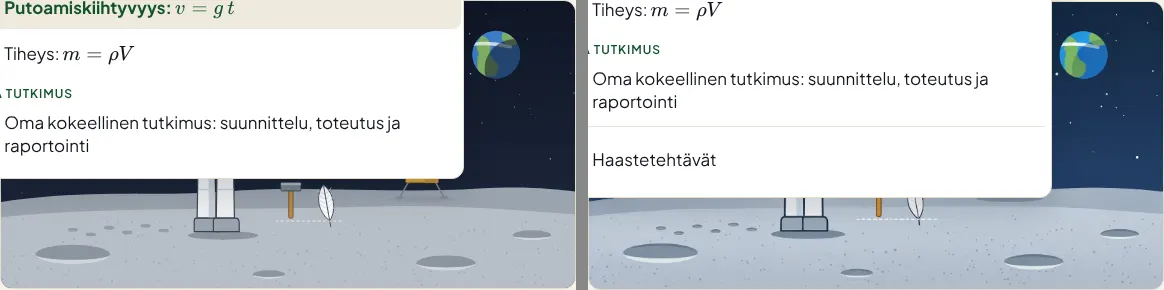 Putoamiskiihtyvyys: v = g t
Tiheys: m = ρV
TUTKIMUS
Oma kokeellinen tutkimus: suunnittelu, toteutus ja
raportointi
Tiheys: m = ρV
TUTKIMUS
Oma kokeellinen tutkimus: suunnittelu, toteutus ja
raportointi
Haastetehtävät